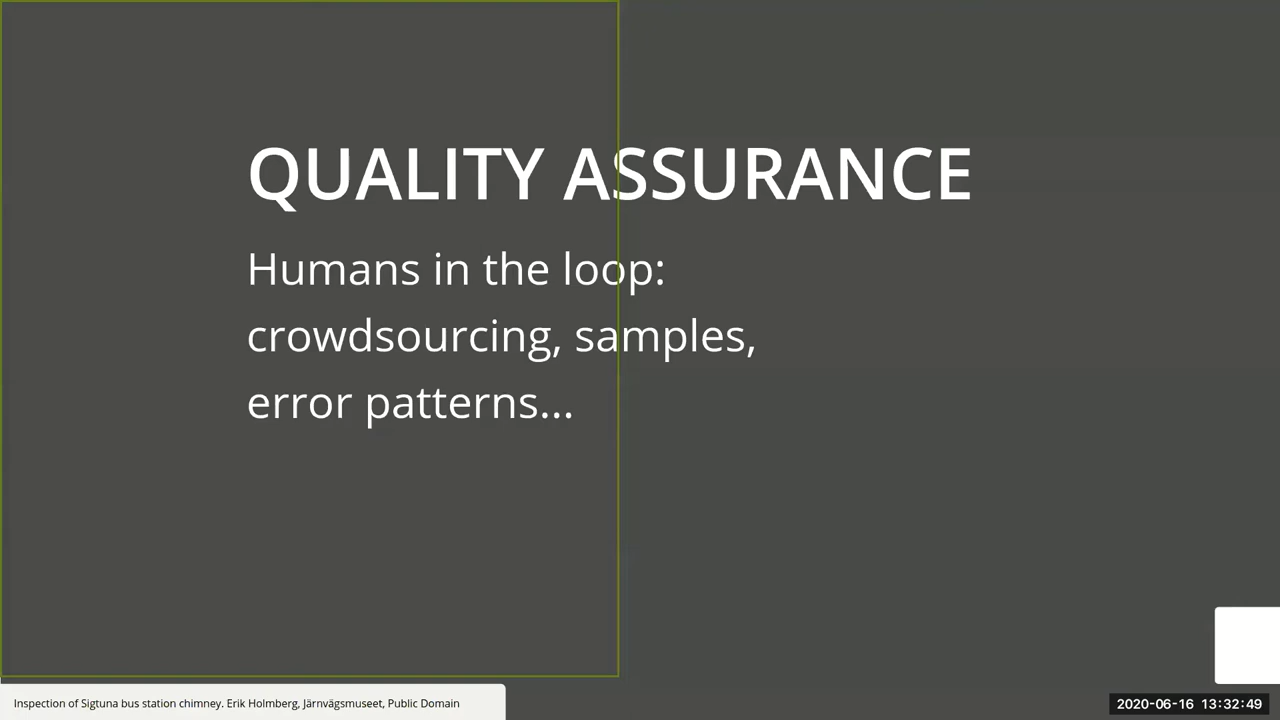 QUALITY ASSURANCE
Humans in the loop:
crowdsourcing, samples,
error patterns...
Inspection of Sigtuna bus station chimney. Erik Holmberg, Järnvägsmuseet, Public Domain
2020-06-16 13:32:49